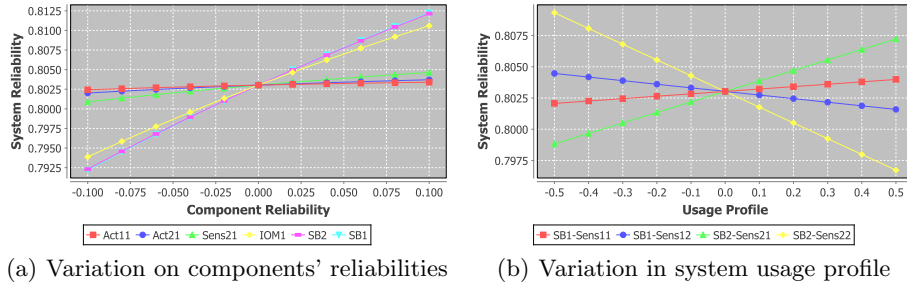 System Reliability
0.8125
0.8100
0.8075
0.8050
0.8025
0.8000
0.7975
0.7950
0.7925
-0.100 -0.075 -0.050 -0.025 0.000 0.025 0.050 0.075 0.100
Component Reliability
Act11 Act21 Sens21 IOM1 SB2 SB1
(a) Variation on components' reliabilities
System Reliability
0.8075
0.8050
0.8025
0.8000
0.7975
-0.5 -0.4 -0.3 -0.2 -0.1 0.0 0.1 0.2 0.3 0.4 0.5
Usage Profile
SB1-Sens11 SB1-Sens12 SB2-Sens21 SB2-Sens22
(b) Variation in system usage profile